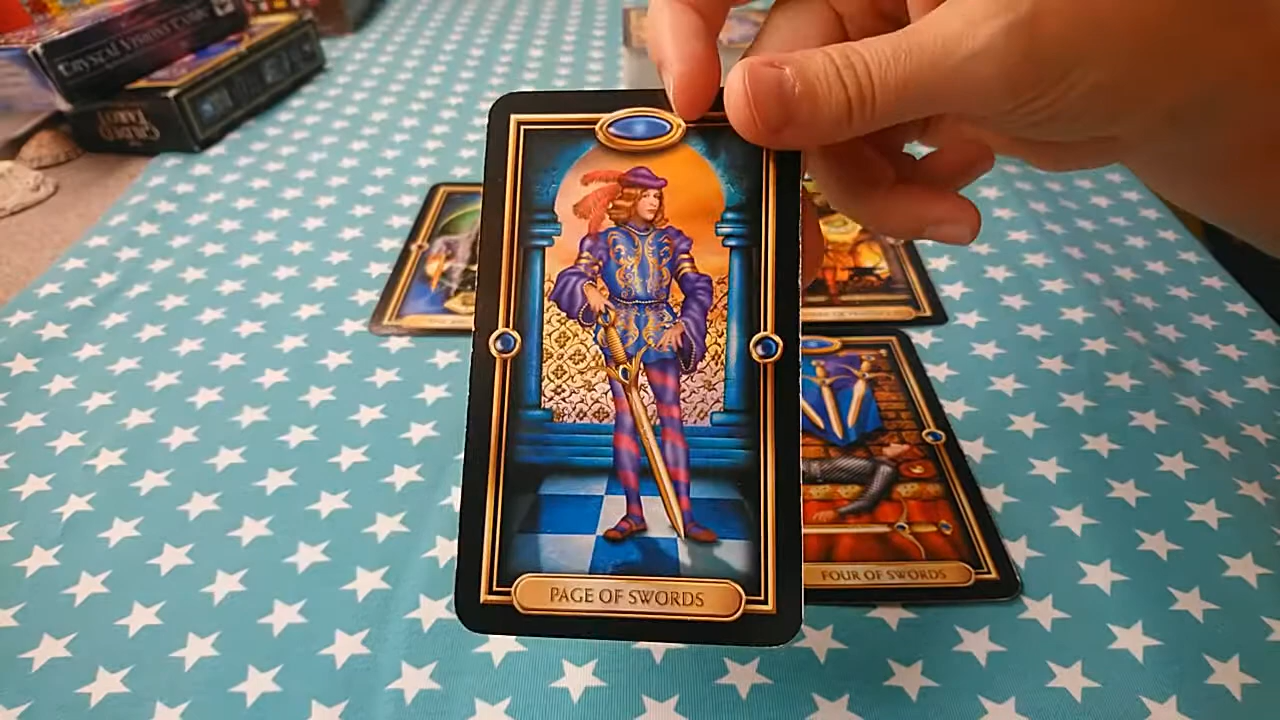 CRYSTAL VISIONS TAROT
GILDED
TAROT
PAGE OF SWORDS
FOUR OF SWORDS